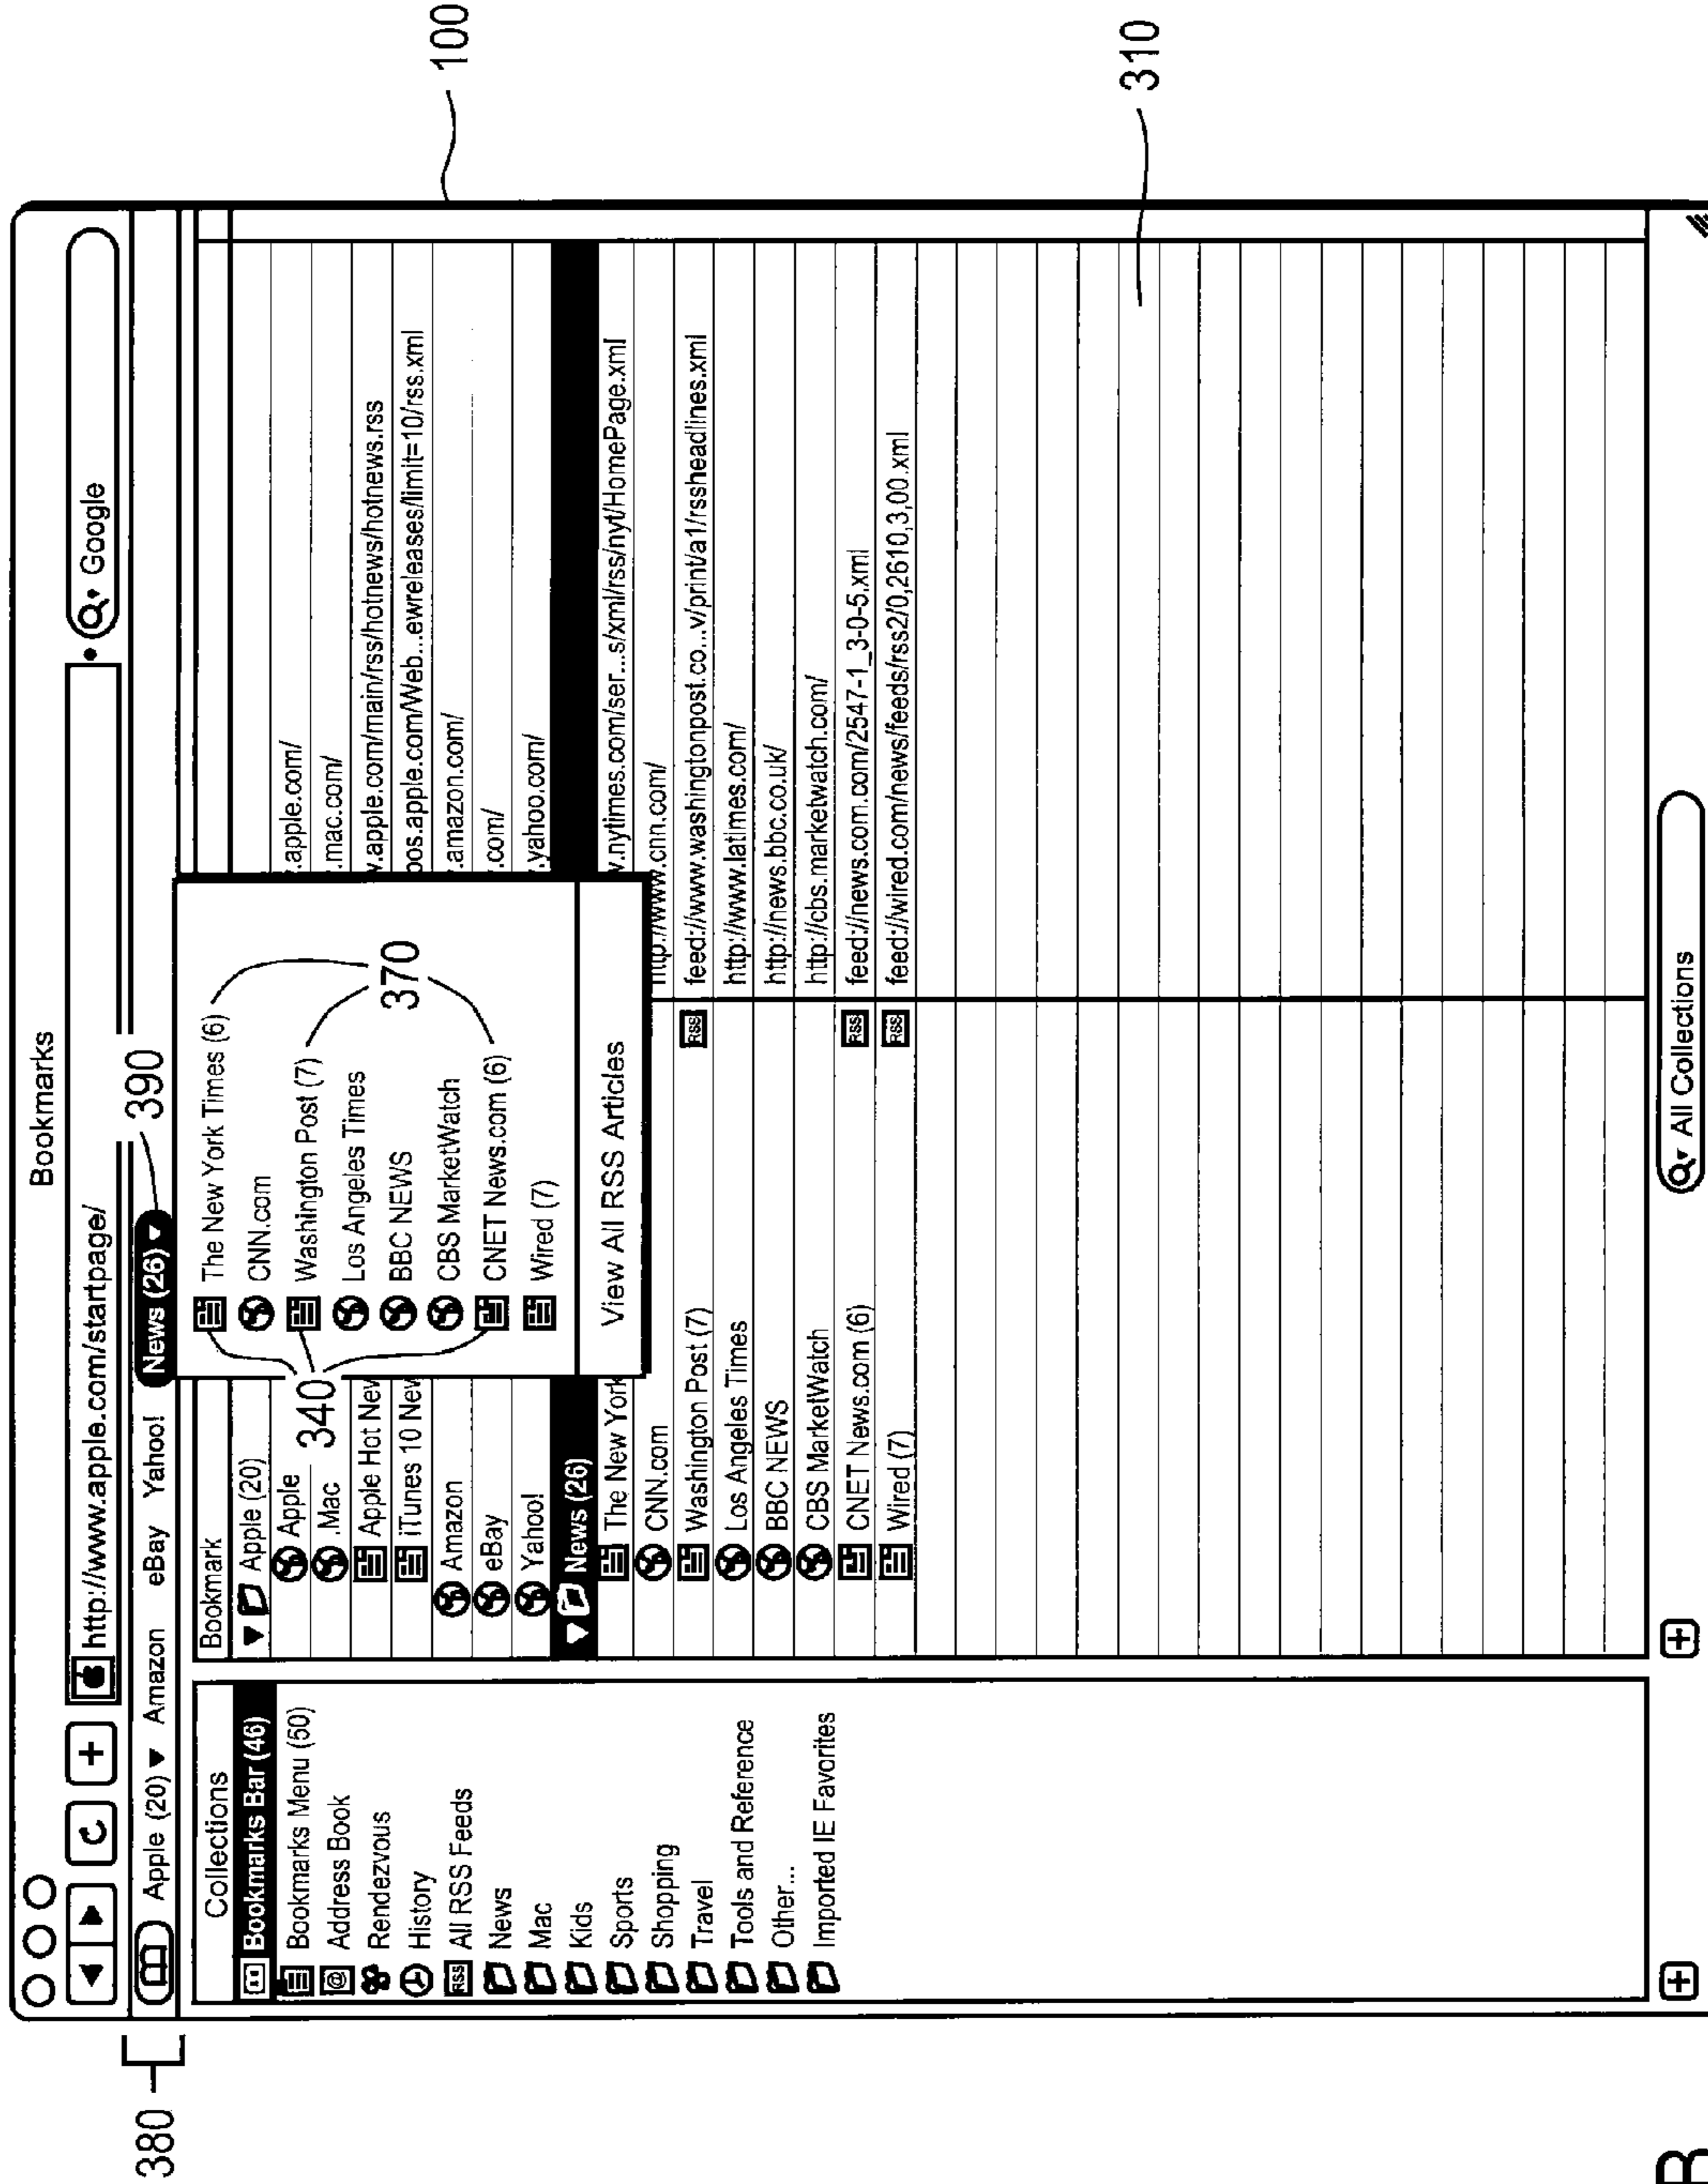 Bookmarks
http://www.apple.com/startpage/
Google
380
Apple (20) Amazon eBay Yahoo! News (26)
390
100
Collections
Bookmarks Bar (46)
Bookmarks Menu (50)
Address Book
Rendezvous
History
RSS All RSS Feeds
News
Mac
Kids
Sports
Shopping
Travel
Tools and Reference
Other...
Imported IE Favorites
Bookmark
Apple (20)
Apple
.apple.com/
.Mac
.mac.com/
Apple Hot New
v.apple.com/main/rss/hotnews/hotnews.rss
iTunes 10 New
pos.apple.com/Web...ewreleases/limit=10/rss.xml
Amazon
.amazon.com/
eBay
.com/
Yahoo!
.yahoo.com/
News (26)
The New York
v.nytimes.com/ser...s/xml/rss/nyt/HomePage.xml
CNN.com
http://www.cnn.com/
Washington Post (7) RSS
feed://www.washingtonpost.co...v/print/a1/rssheadlines.xml
Los Angeles Times
http://www.latimes.com/
BBC NEWS
http://news.bbc.co.uk/
CBS MarketWatch
http://cbs.marketwatch.com/
CNET News.com (6) RSS
feed://news.com.com/2547-1_3-0-5.xml
Wired (7) RSS
feed://wired.com/news/feeds/rss2/0,2610,3,00.xml
The New York Times (6)
CNN.com
Washington Post (7)
Los Angeles Times
BBC NEWS
CBS MarketWatch
CNET News.com (6)
Wired (7)
View All RSS Articles
340
370
310
All Collections
B